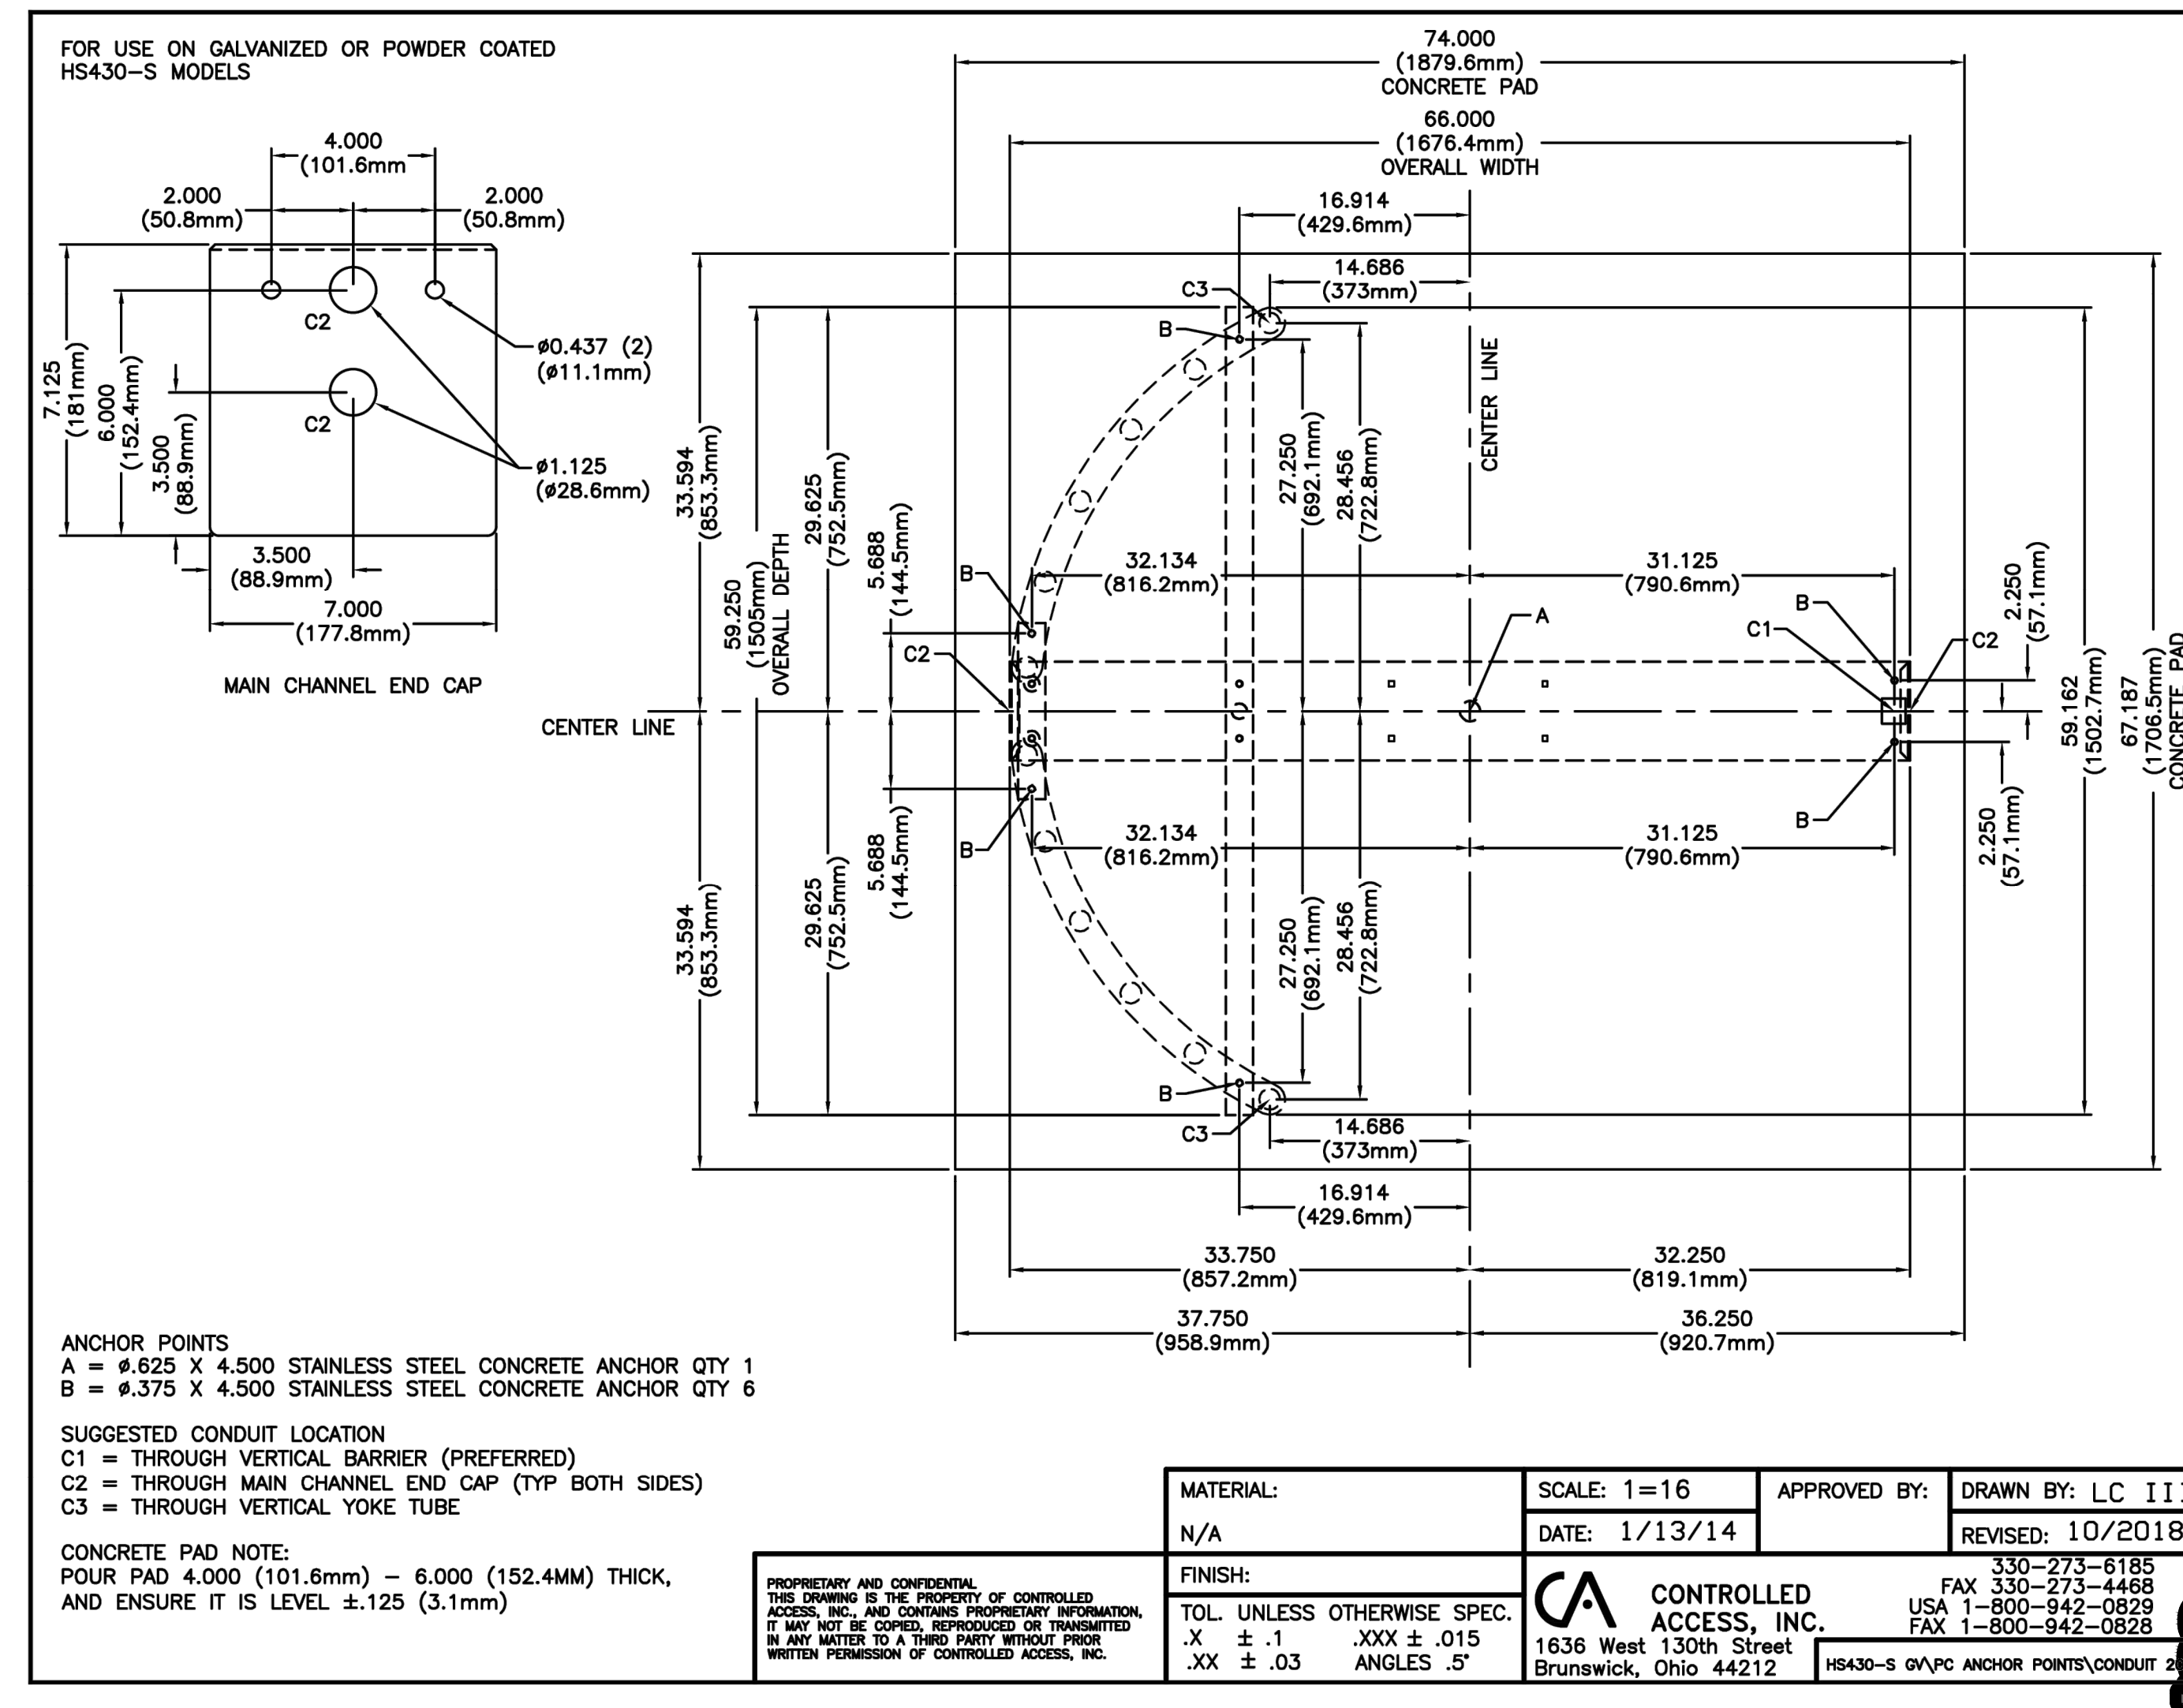 FOR USE ON GALVANIZED OR POWDER COATED
HS430-S MODELS
4.000
(101.6mm
2.000
(50.8mm)
2.000
(50.8mm)
C2
C2
ø0.437 (2)
(ø11.1mm)
ø1.125
(ø28.6mm)
7.125
(181mm)
6.000
(152.4mm)
3.500
(88.9mm)
3.500
(88.9mm)
7.000
(177.8mm)
MAIN CHANNEL END CAP
74.000
(1879.6mm)
CONCRETE PAD
66.000
(1676.4mm)
OVERALL WIDTH
16.914
(429.6mm)
14.686
(373mm)
C3
B
CENTER LINE
33.594
(853.3mm)
59.250
(1505mm)
OVERALL DEPTH
29.625
(752.5mm)
5.688
(144.5mm)
27.250
(692.1mm)
28.456
(722.8mm)
B
32.134
(816.2mm)
31.125
(790.6mm)
2.250
(57.1mm)
A
B
C1
C2
C2
CENTER LINE
59.162
(1502.7mm)
67.187
(1706.5mm)
CONCRETE PAD
B
32.134
(816.2mm)
31.125
(790.6mm)
B
2.250
(57.1mm)
5.688
(144.5mm)
29.625
(752.5mm)
33.594
(853.3mm)
27.250
(692.1mm)
28.456
(722.8mm)
B
C3
14.686
(373mm)
16.914
(429.6mm)
33.750
(857.2mm)
32.250
(819.1mm)
37.750
(958.9mm)
36.250
(920.7mm)
ANCHOR POINTS
A = ø.625 X 4.500 STAINLESS STEEL CONCRETE ANCHOR QTY 1
B = ø.375 X 4.500 STAINLESS STEEL CONCRETE ANCHOR QTY 6
SUGGESTED CONDUIT LOCATION
C1 = THROUGH VERTICAL BARRIER (PREFERRED)
C2 = THROUGH MAIN CHANNEL END CAP (TYP BOTH SIDES)
C3 = THROUGH VERTICAL YOKE TUBE
CONCRETE PAD NOTE:
POUR PAD 4.000 (101.6mm) - 6.000 (152.4MM) THICK,
AND ENSURE IT IS LEVEL ±.125 (3.1mm)
PROPRIETARY AND CONFIDENTIAL
THIS DRAWING IS THE PROPERTY OF CONTROLLED
ACCESS, INC., AND CONTAINS PROPRIETARY INFORMATION,
IT MAY NOT BE COPIED, REPRODUCED OR TRANSMITTED
IN ANY MATTER TO A THIRD PARTY WITHOUT PRIOR
WRITTEN PERMISSION OF CONTROLLED ACCESS, INC.
MATERIAL:
N/A
FINISH:
TOL. UNLESS OTHERWISE SPEC.
.X ± .1 .XXX ± .015
.XX ± .03 ANGLES .5°
SCALE: 1=16
DATE: 1/13/14
APPROVED BY:
DRAWN BY: LC III
REVISED: 10/2018
CA
CONTROLLED
ACCESS, INC.
1636 West 130th Street
Brunswick, Ohio 44212
330-273-6185
FAX 330-273-4468
USA 1-800-942-0829
FAX 1-800-942-0828
HS430-S GV\PC ANCHOR POINTS\CONDUIT